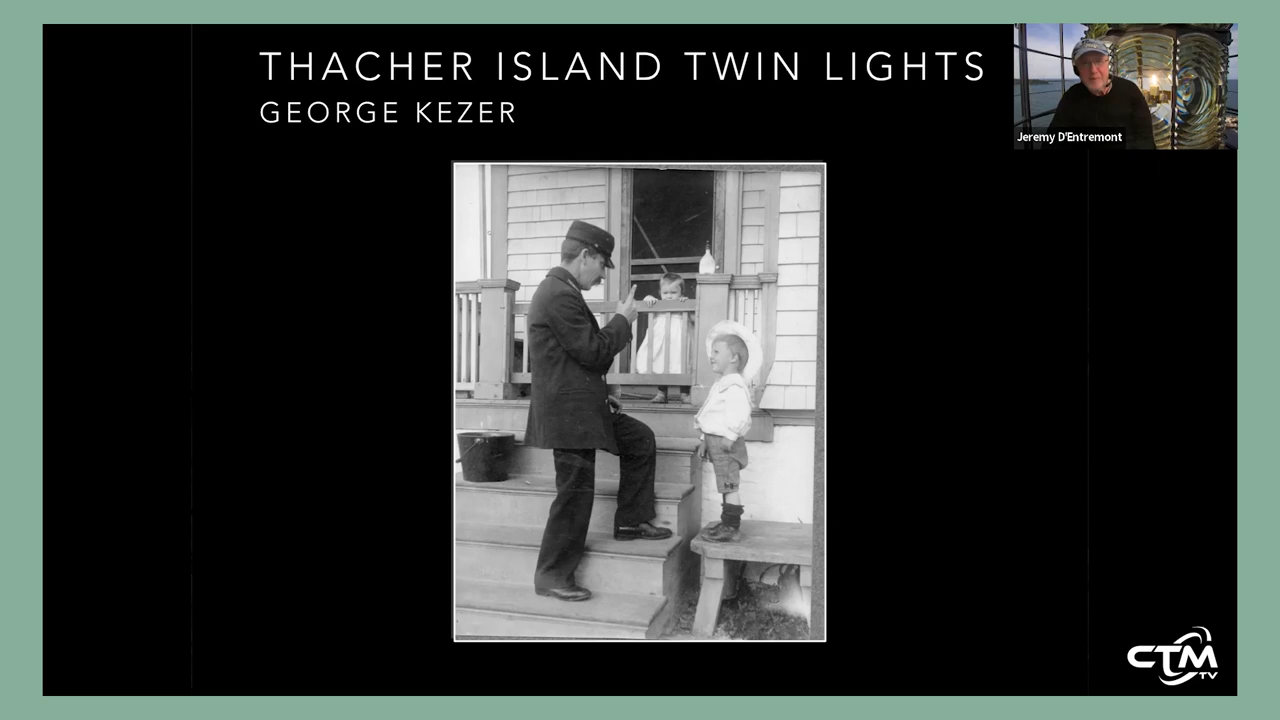 THACHER ISLAND TWIN LIGHTS
GEORGE KEZER
Jeremy D'Entremont
CTM
TV